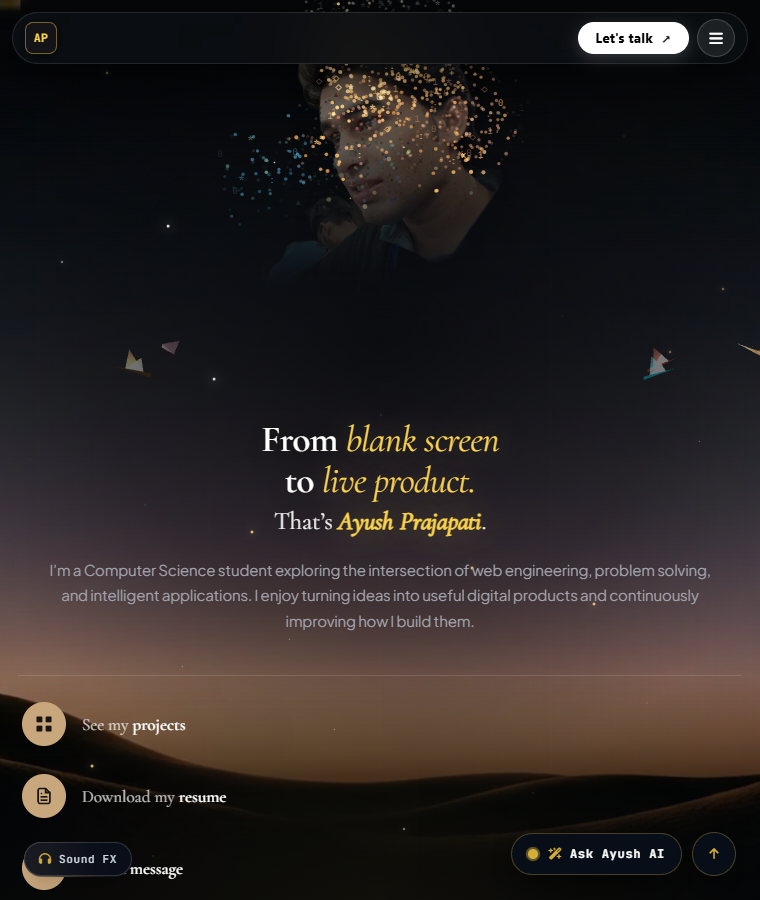 AP
Let's talk ↗
From blank screen
to live product.
That's Ayush Prajapati.
I'm a Computer Science student exploring the intersection of web engineering, problem solving,
and intelligent applications. I enjoy turning ideas into useful digital products and continuously
improving how I build them.
See my projects
Download my resume
message
Sound FX
Ask Ayush AI